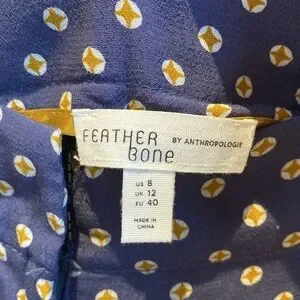 FEATHER BONE BY ANTHROPOLOGIE
US 8
UK 12
EU 40
MADE IN
CHINA